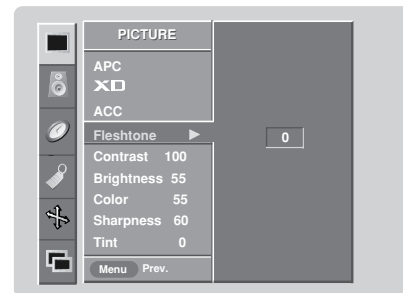 PICTURE
APC
XD
ACC
Fleshtone
0
Contrast 100
Brightness 55
Color 55
Sharpness 60
Tint 0
Menu Prev.